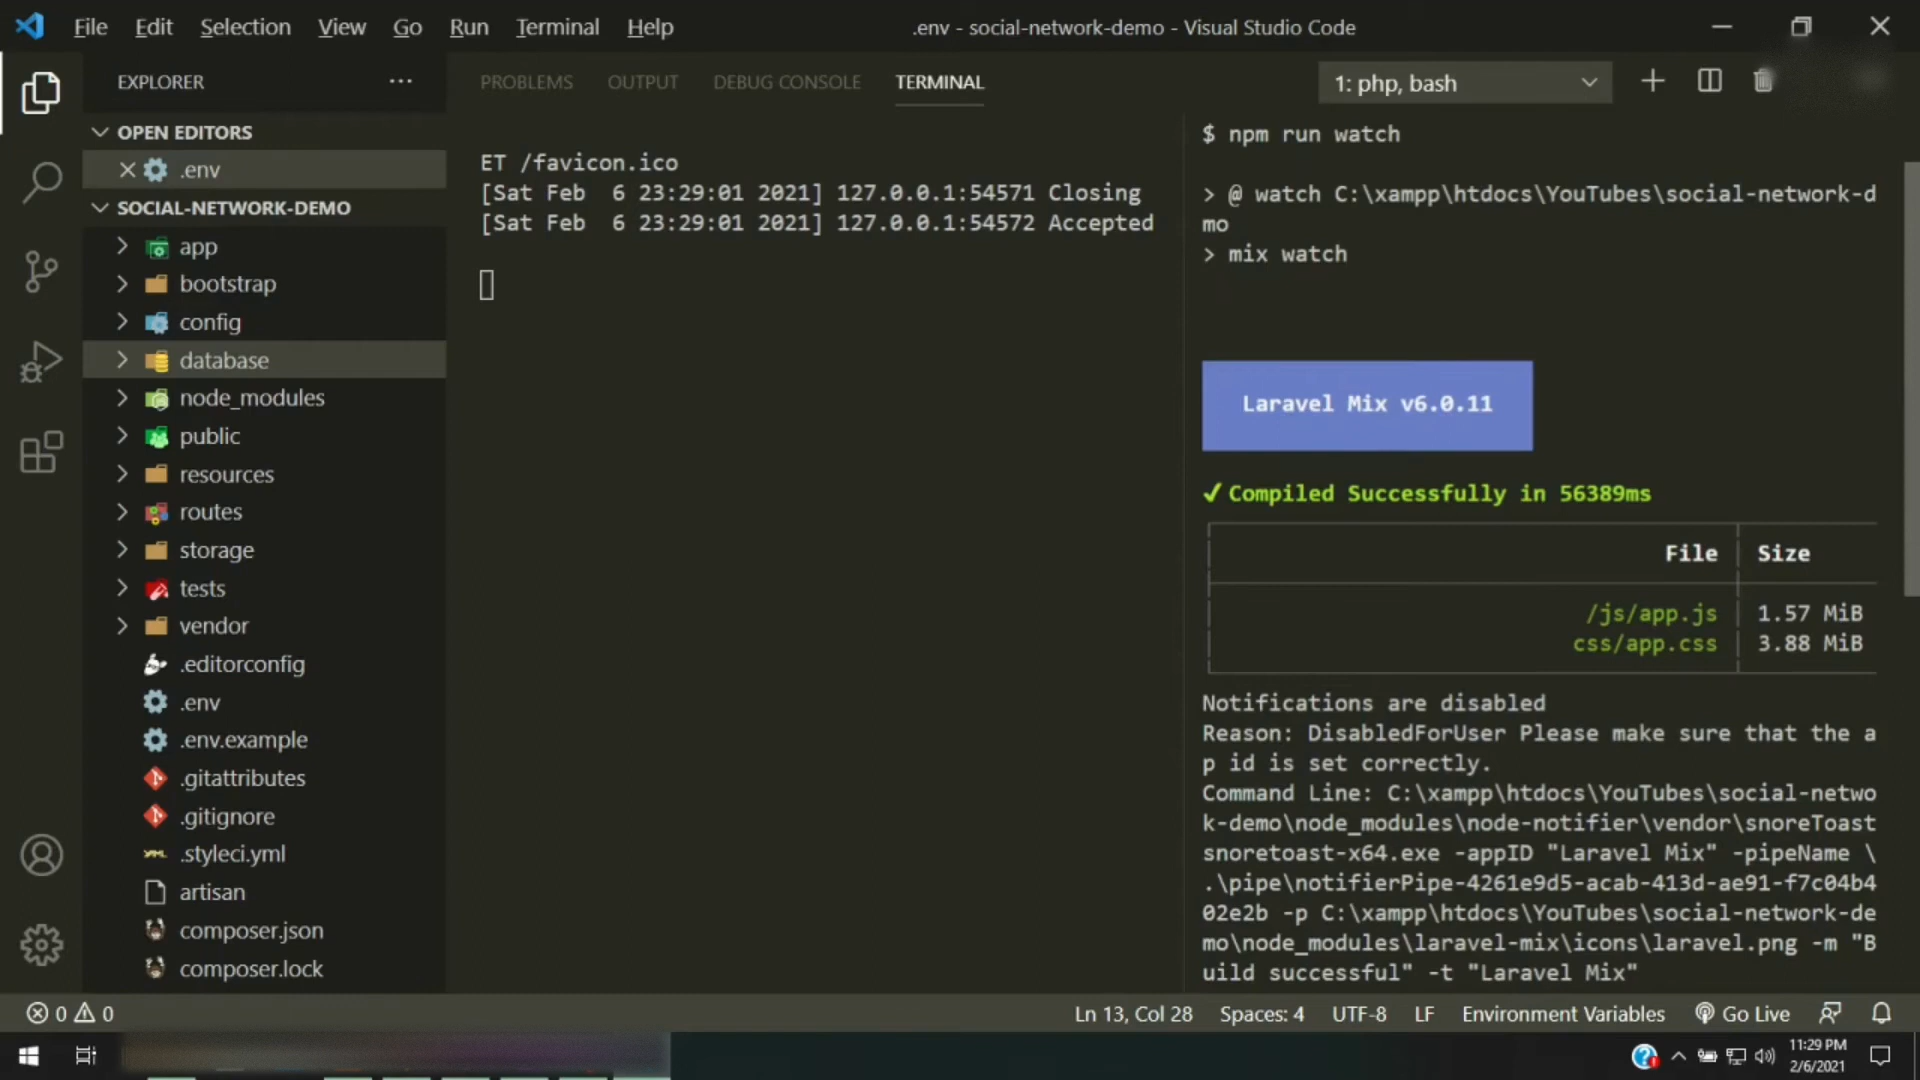 File Edit Selection View Go Run Terminal Help
.env - social-network-demo - Visual Studio Code
EXPLORER
OPEN EDITORS
.env
SOCIAL-NETWORK-DEMO
app
bootstrap
config
database
node_modules
public
resources
routes
storage
tests
vendor
.editorconfig
.env
.env.example
.gitattributes
.gitignore
.styleci.yml
artisan
composer.json
composer.lock
PROBLEMS OUTPUT DEBUG CONSOLE TERMINAL
1: php, bash
ET /favicon.ico
[Sat Feb  6 23:29:01 2021] 127.0.0.1:54571 Closing
[Sat Feb  6 23:29:01 2021] 127.0.0.1:54572 Accepted
$ npm run watch
> @ watch C:\xampp\htdocs\YouTubes\social-network-d
mo
> mix watch
Laravel Mix v6.0.11
✓ Compiled Successfully in 56389ms
File Size
/js/app.js 1.57 MiB
css/app.css 3.88 MiB
Notifications are disabled
Reason: DisabledForUser Please make sure that the a
p id is set correctly.
Command Line: C:\xampp\htdocs\YouTubes\social-netwo
k-demo\node_modules\node-notifier\vendor\snoreToast
snoretoast-x64.exe -appID "Laravel Mix" -pipeName \
.\pipe\notifierPipe-4261e9d5-acab-413d-ae91-f7c04b4
02e2b -p C:\xampp\htdocs\YouTubes\social-network-de
mo\node_modules\laravel-mix\icons\laravel.png -m "B
uild successful" -t "Laravel Mix"
0 0
Ln 13, Col 28 Spaces: 4 UTF-8 LF Environment Variables Go Live
11:29 PM
2/6/2021